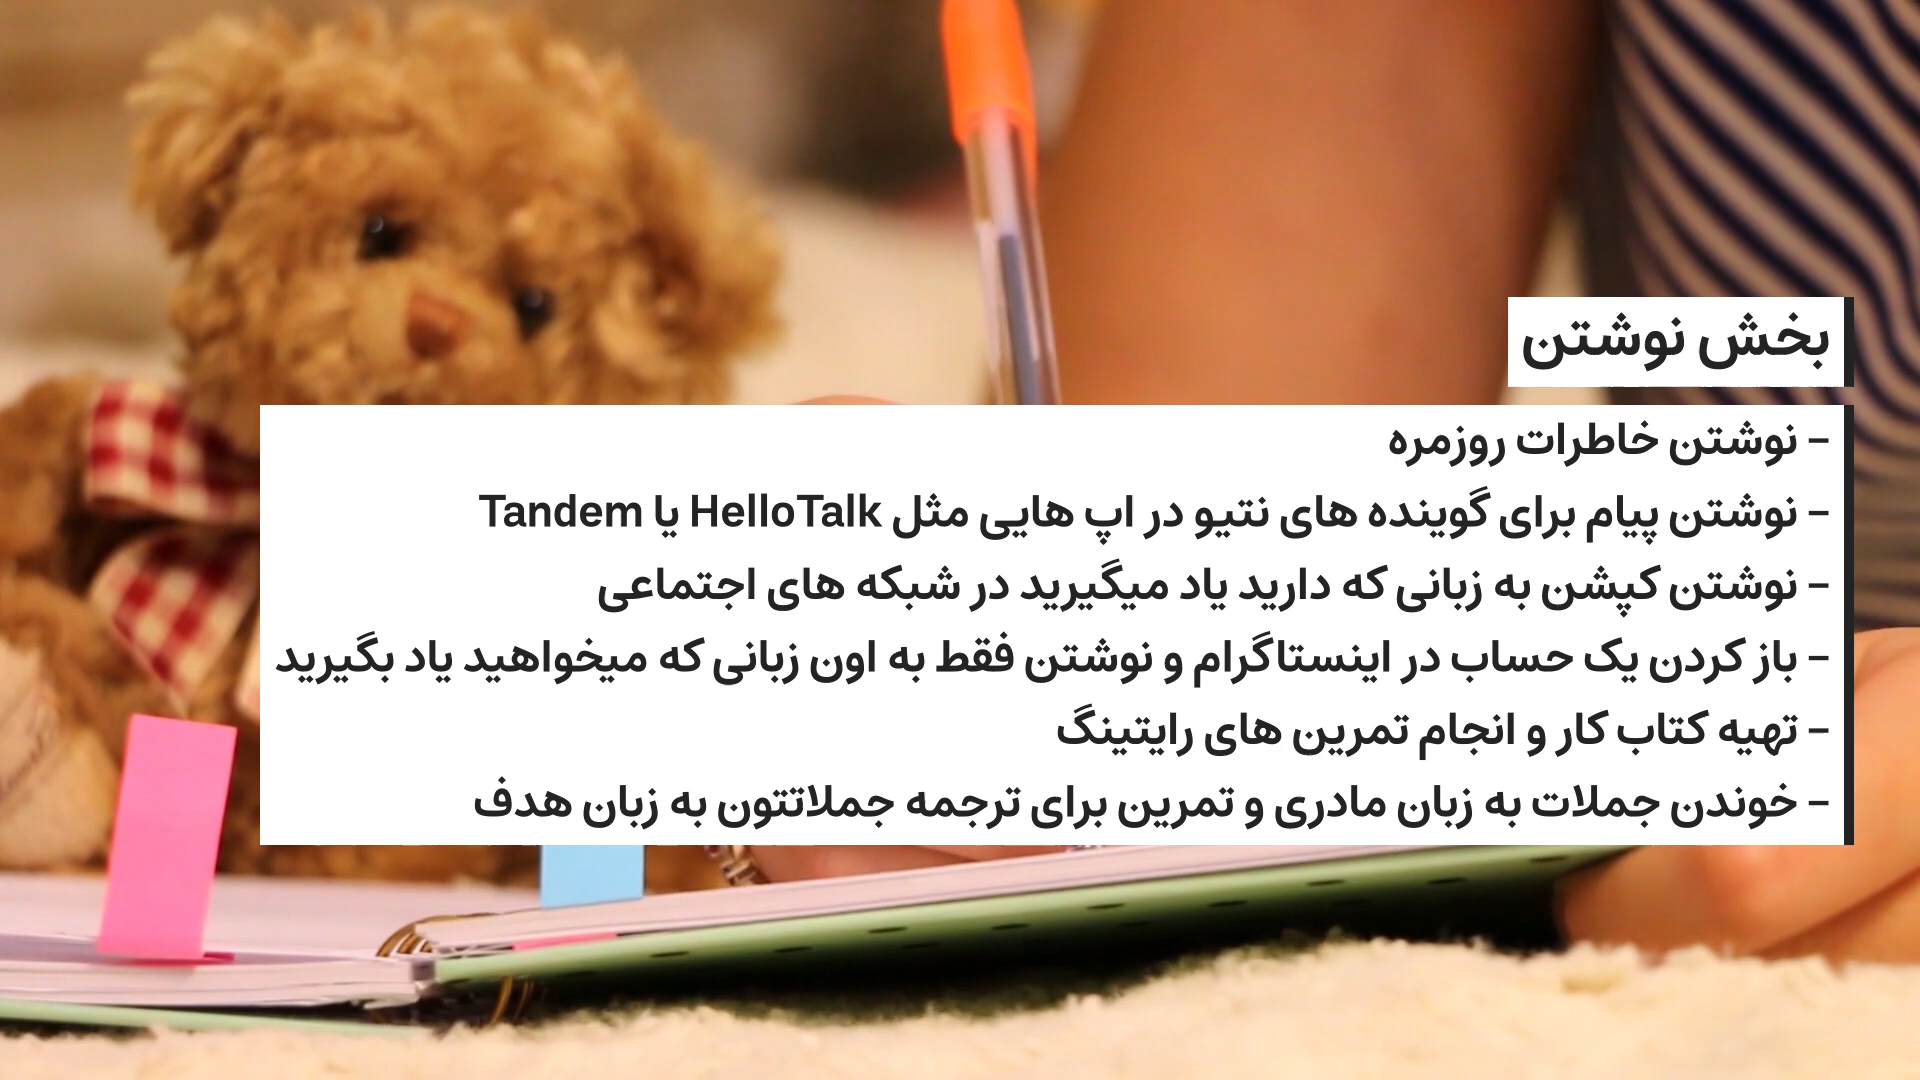 بخش نوشتن
– نوشتن خاطرات روزمره
– نوشتن پیام برای گوینده های نتیو در اپ هایی مثل HelloTalk یا Tandem
– نوشتن کپشن به زبانی که دارید یاد میگیرید در شبکه های اجتماعی
– باز کردن یک حساب در اینستاگرام و نوشتن فقط به اون زبانی که میخواهید یاد بگیرید
– تهیه کتاب کار و انجام تمرین های رایتینگ
– خوندن جملات به زبان مادری و تمرین برای ترجمه جملاتتون به زبان هدف